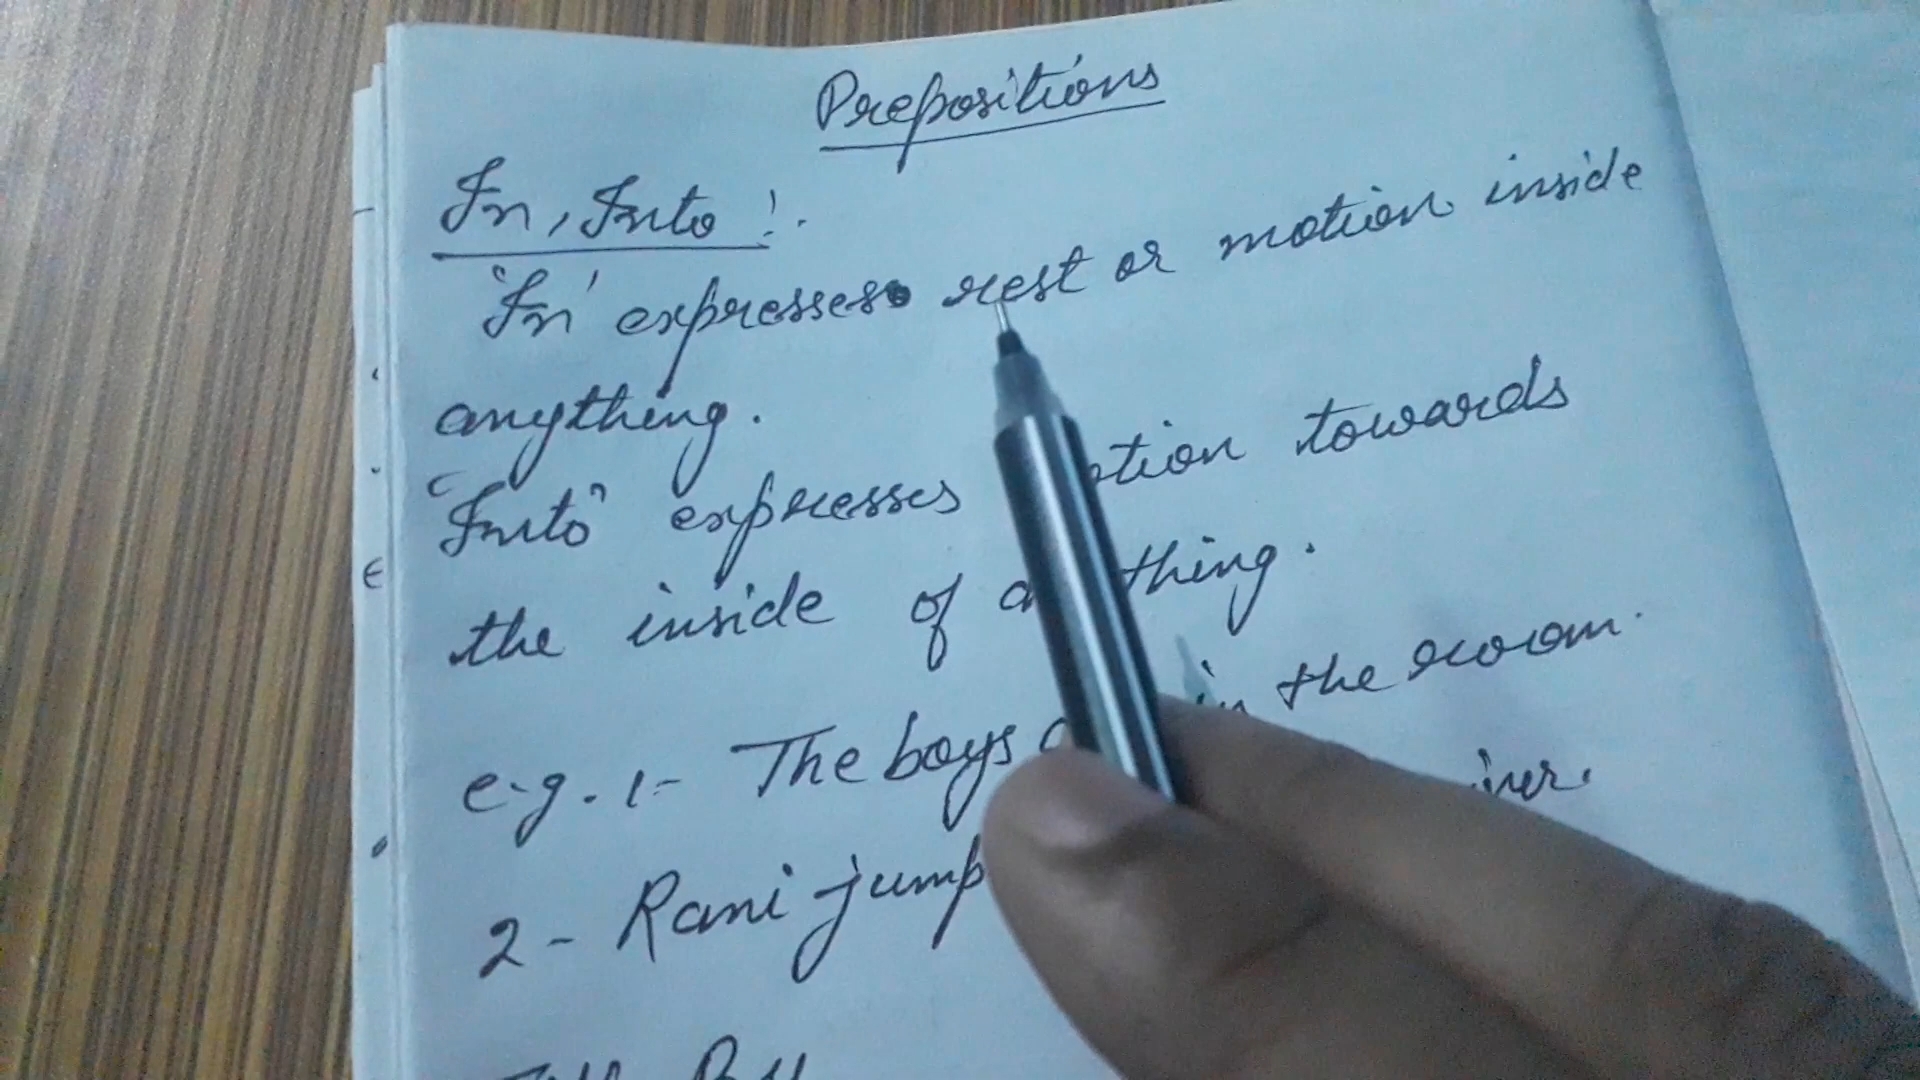 Prepositions
In, Into :-
'In' expresses rest or motion inside
anything.
'Into' expresses towards
the inside of thing.
e.g. 1- The boys in the room.
2- Rani